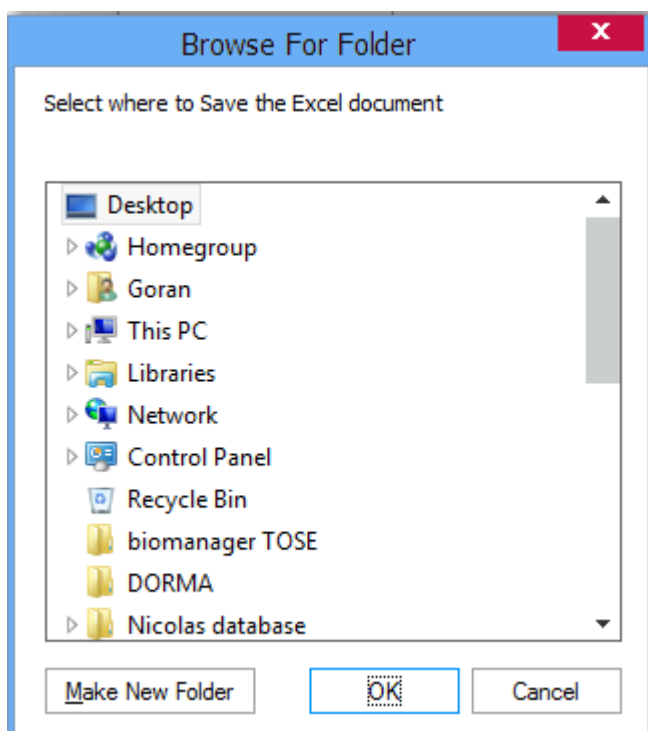 Browse For Folder
x
Select where to Save the Excel document
Desktop
Homegroup
Goran
This PC
Libraries
Network
Control Panel
Recycle Bin
biomanager TOSE
DORMA
Nicolas database
Make New Folder OK Cancel